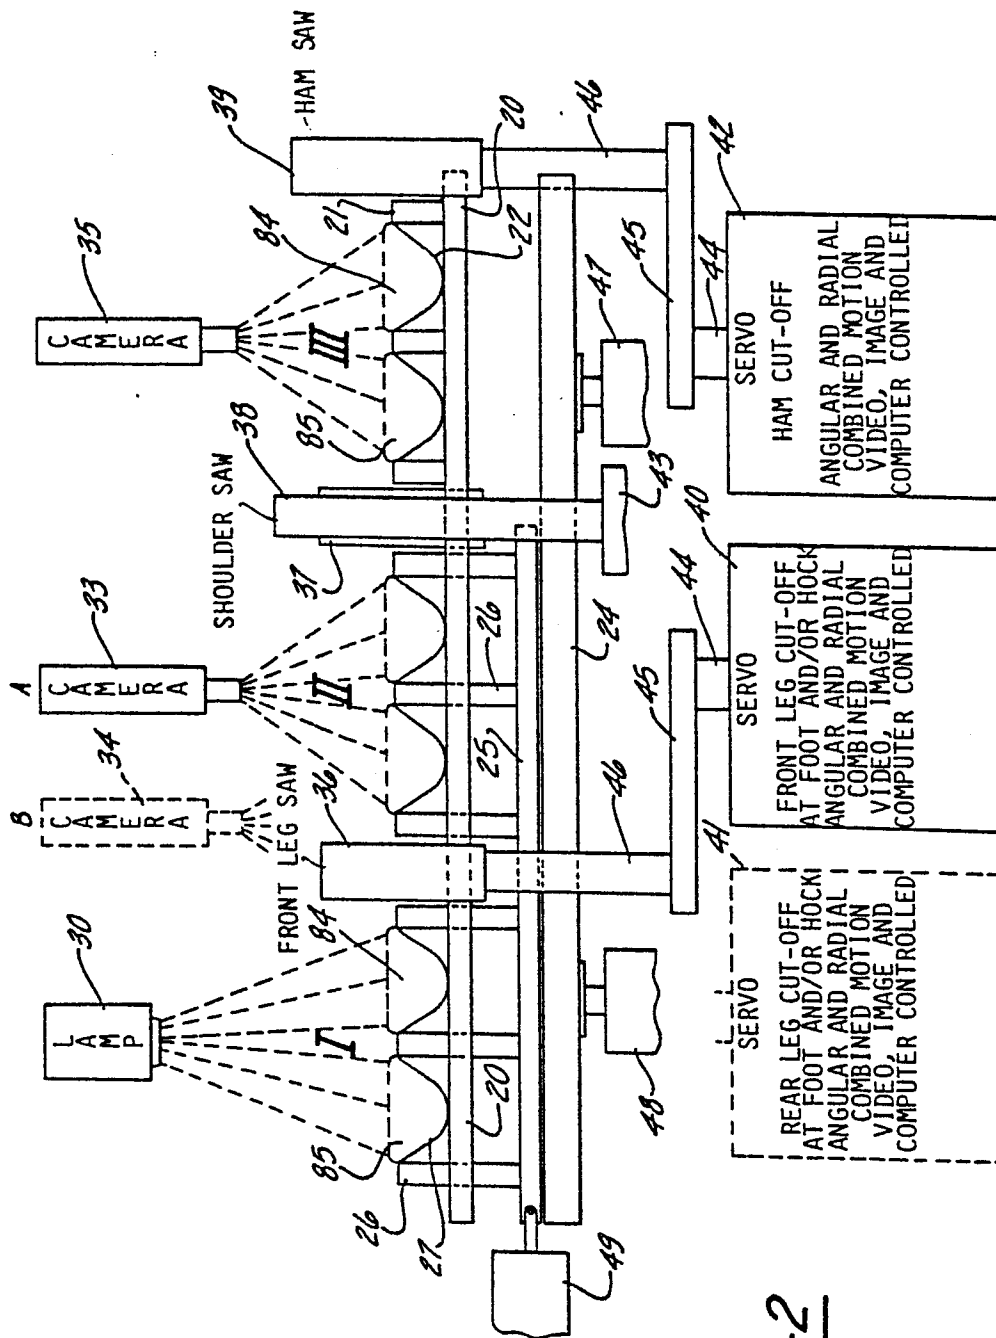 LAMP
30
B
CAMERA
34
A
CAMERA
33
CAMERA
35
FRONT LEG SAW
36
SHOULDER SAW
38
37
HAM SAW
39
I
II
III
85
84
85
84
21
20
22
26
27
20
25
26
24
46
46
47
48
49
43
45
45
44
44
41
40
42
SERVO
REAR LEG CUT-OFF
AT FOOT AND/OR HOCK
ANGULAR AND RADIAL
COMBINED MOTION
VIDEO, IMAGE AND
COMPUTER CONTROLLED
SERVO
FRONT LEG CUT-OFF
AT FOOT AND/OR HOCK
ANGULAR AND RADIAL
COMBINED MOTION
VIDEO, IMAGE AND
COMPUTER CONTROLLED
SERVO
HAM CUT-OFF
ANGULAR AND RADIAL
COMBINED MOTION
VIDEO, IMAGE AND
COMPUTER CONTROLLED
-2